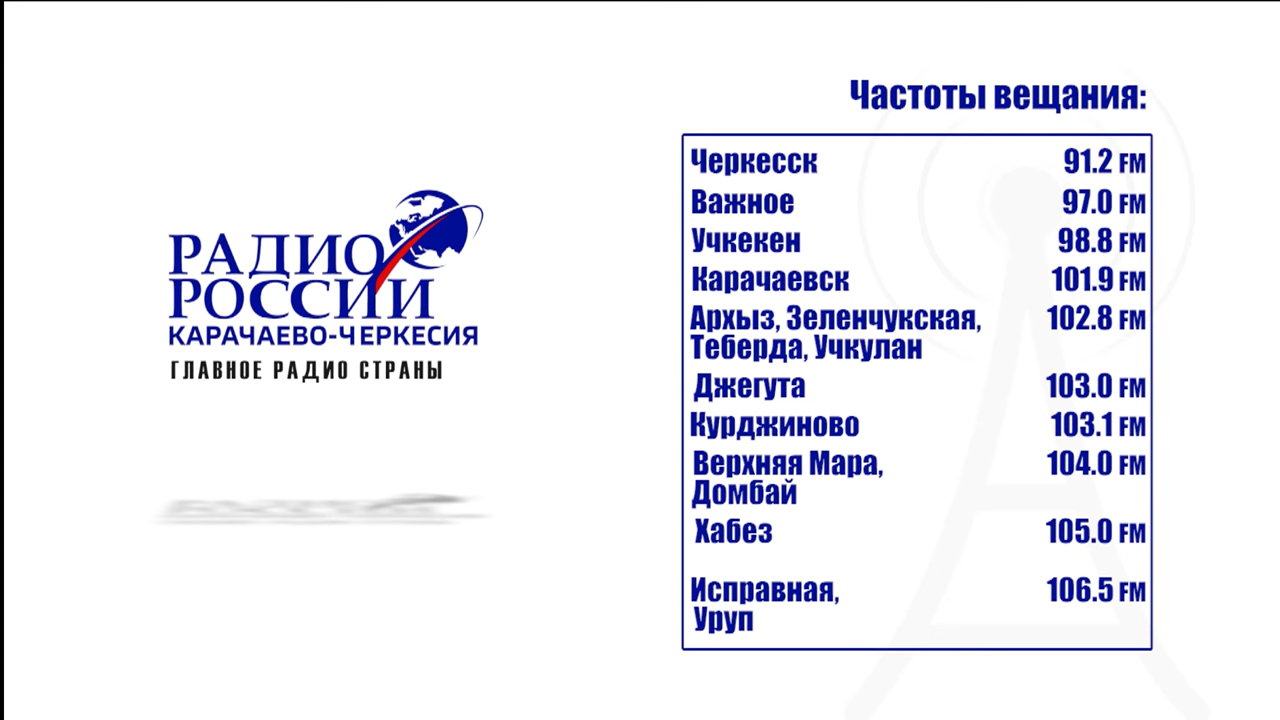 РАДИО
РОССИИ
КАРАЧАЕВО-ЧЕРКЕСИЯ
ГЛАВНОЕ РАДИО СТРАНЫ
Частоты вещания:
Черкесск 91.2 FM
Важное 97.0 FM
Учкекен 98.8 FM
Карачаевск 101.9 FM
Архыз, Зеленчукская, 102.8 FM
Теберда, Учкулан
Джегута 103.0 FM
Курджиново 103.1 FM
Верхняя Мара, 104.0 FM
Домбай
Хабез 105.0 FM
Исправная, 106.5 FM
Уруп